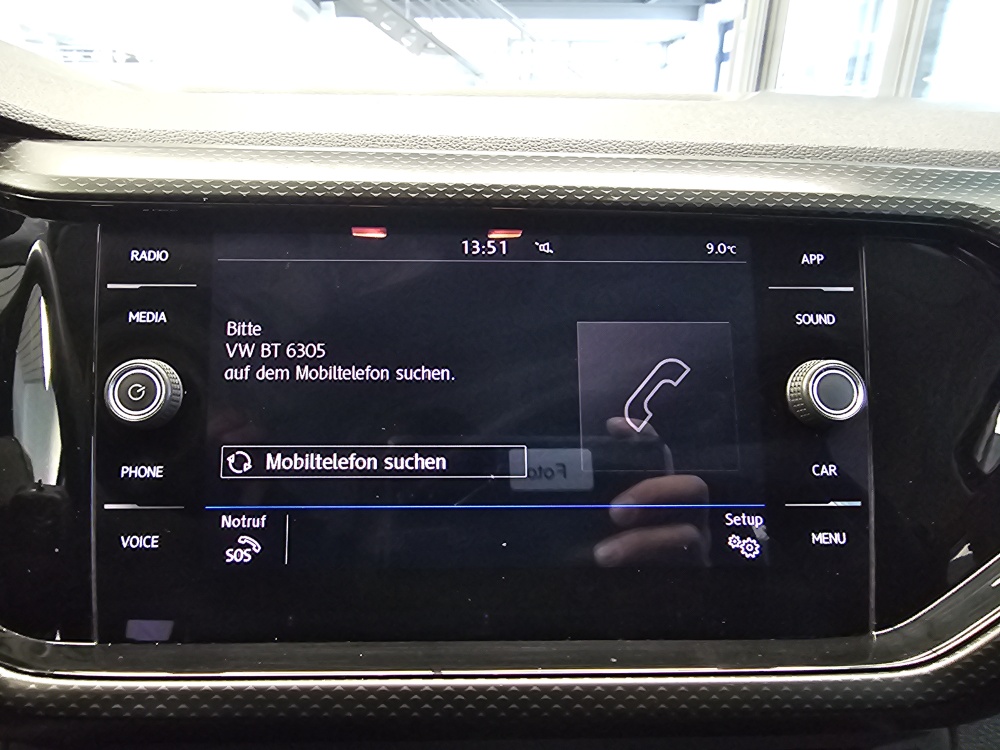 RADIO
MEDIA
PHONE
VOICE
13:51
9.0°C
Bitte
VW BT 6305
auf dem Mobiltelefon suchen.
Mobiltelefon suchen
Notruf
SOS
Setup
APP
SOUND
CAR
MENU
Foto